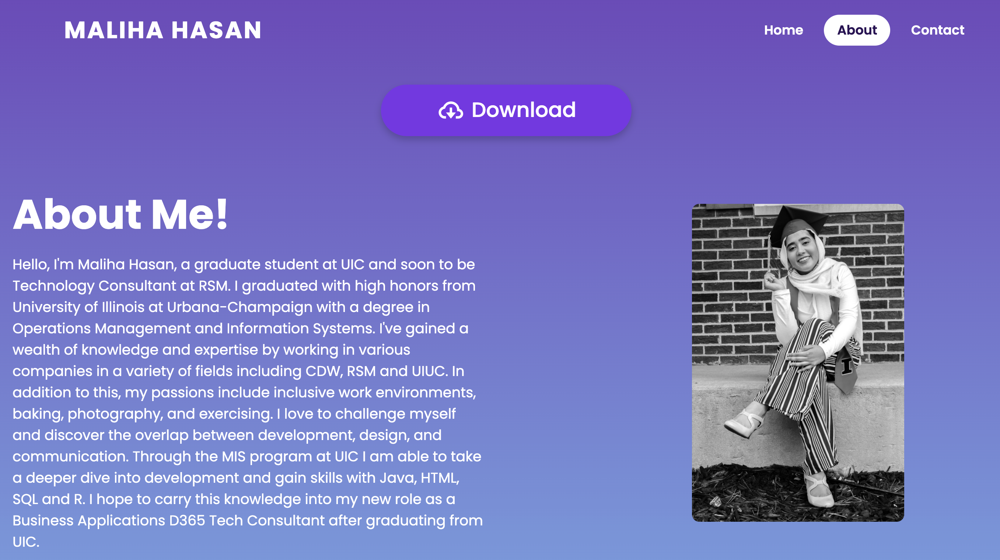 MALIHA HASAN
Home
About
Contact
Download
About Me!
Hello, I'm Maliha Hasan, a graduate student at UIC and soon to be
Technology Consultant at RSM. I graduated with high honors from
University of Illinois at Urbana-Champaign with a degree in
Operations Management and Information Systems. I've gained a
wealth of knowledge and expertise by working in various
companies in a variety of fields including CDW, RSM and UIUC. In
addition to this, my passions include inclusive work environments,
baking, photography, and exercising. I love to challenge myself
and discover the overlap between development, design, and
communication. Through the MIS program at UIC I am able to take
a deeper dive into development and gain skills with Java, HTML,
SQL and R. I hope to carry this knowledge into my new role as a
Business Applications D365 Tech Consultant after graduating from
UIC.
I